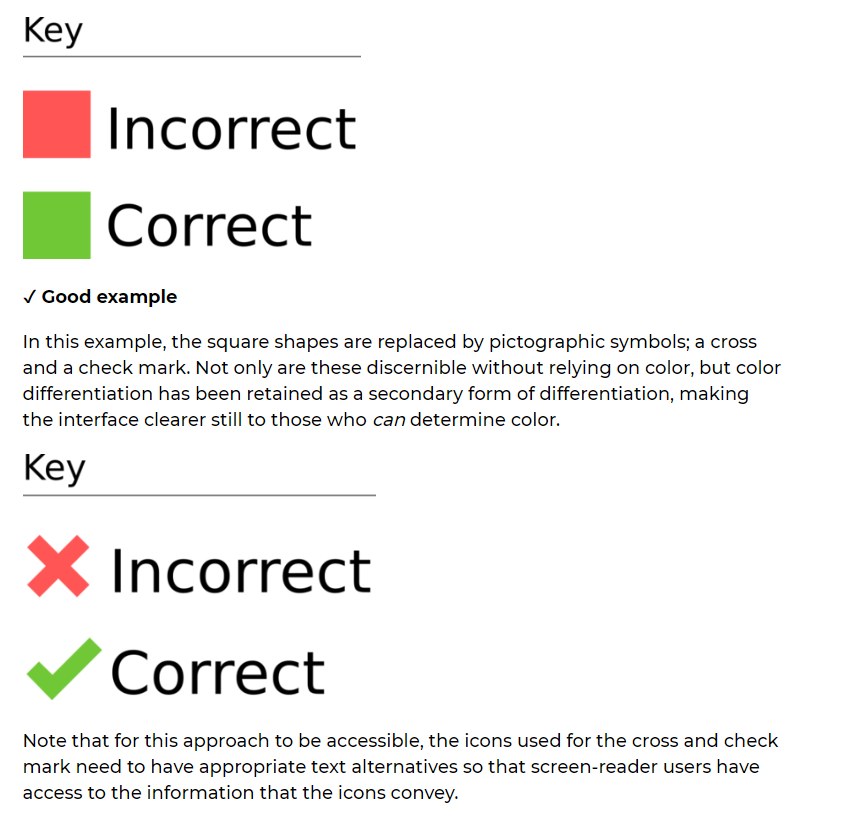 Key
Incorrect
Correct
✓ Good example
In this example, the square shapes are replaced by pictographic symbols; a cross
and a check mark. Not only are these discernible without relying on color, but color
differentiation has been retained as a secondary form of differentiation, making
the interface clearer still to those who can determine color.
Key
Incorrect
Correct
Note that for this approach to be accessible, the icons used for the cross and check
mark need to have appropriate text alternatives so that screen-reader users have
access to the information that the icons convey.